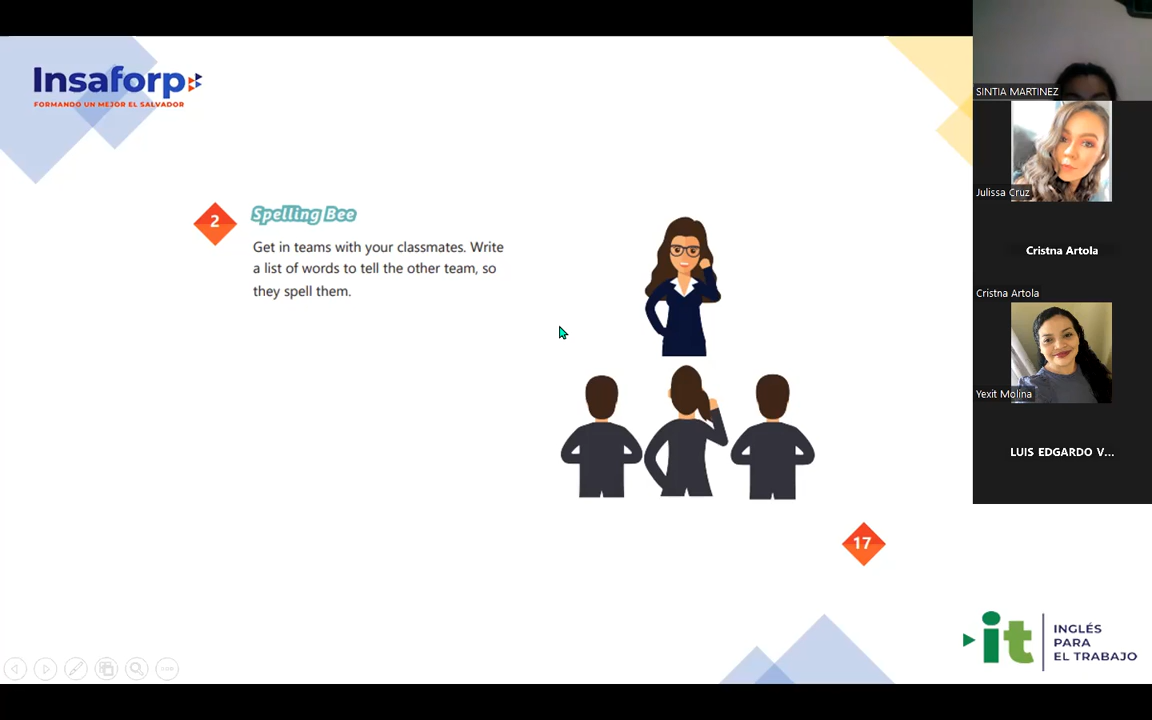 Insaforp
FORMANDO UN MEJOR EL SALVADOR
2
Spelling Bee
Get in teams with your classmates. Write
a list of words to tell the other team, so
they spell them.
17
it
INGLÉS
PARA
EL TRABAJO
SINTIA MARTINEZ
Julissa Cruz
Cristna Artola
Cristna Artola
Yexit Molina
LUIS EDGARDO V...